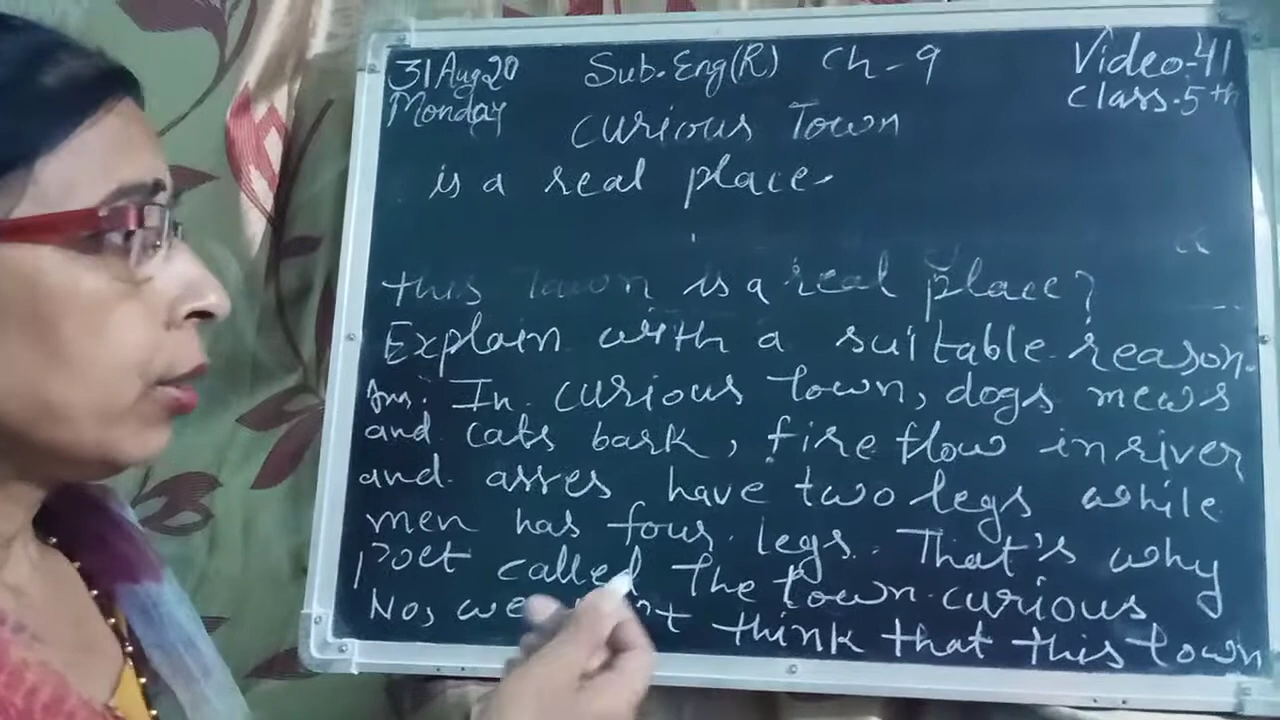 31 Aug 20 Sub. Eng(R) Ch - 9 Video-41
Monday Class.5th
Curious Town
is a real place.
this town is a real place?
Explain with a suitable reason.
Ans: In curious town, dogs mews
and cats bark, fire flow in river
and asses have two legs while
men has four legs. That's why
poet called the town curious
No, we think that this town